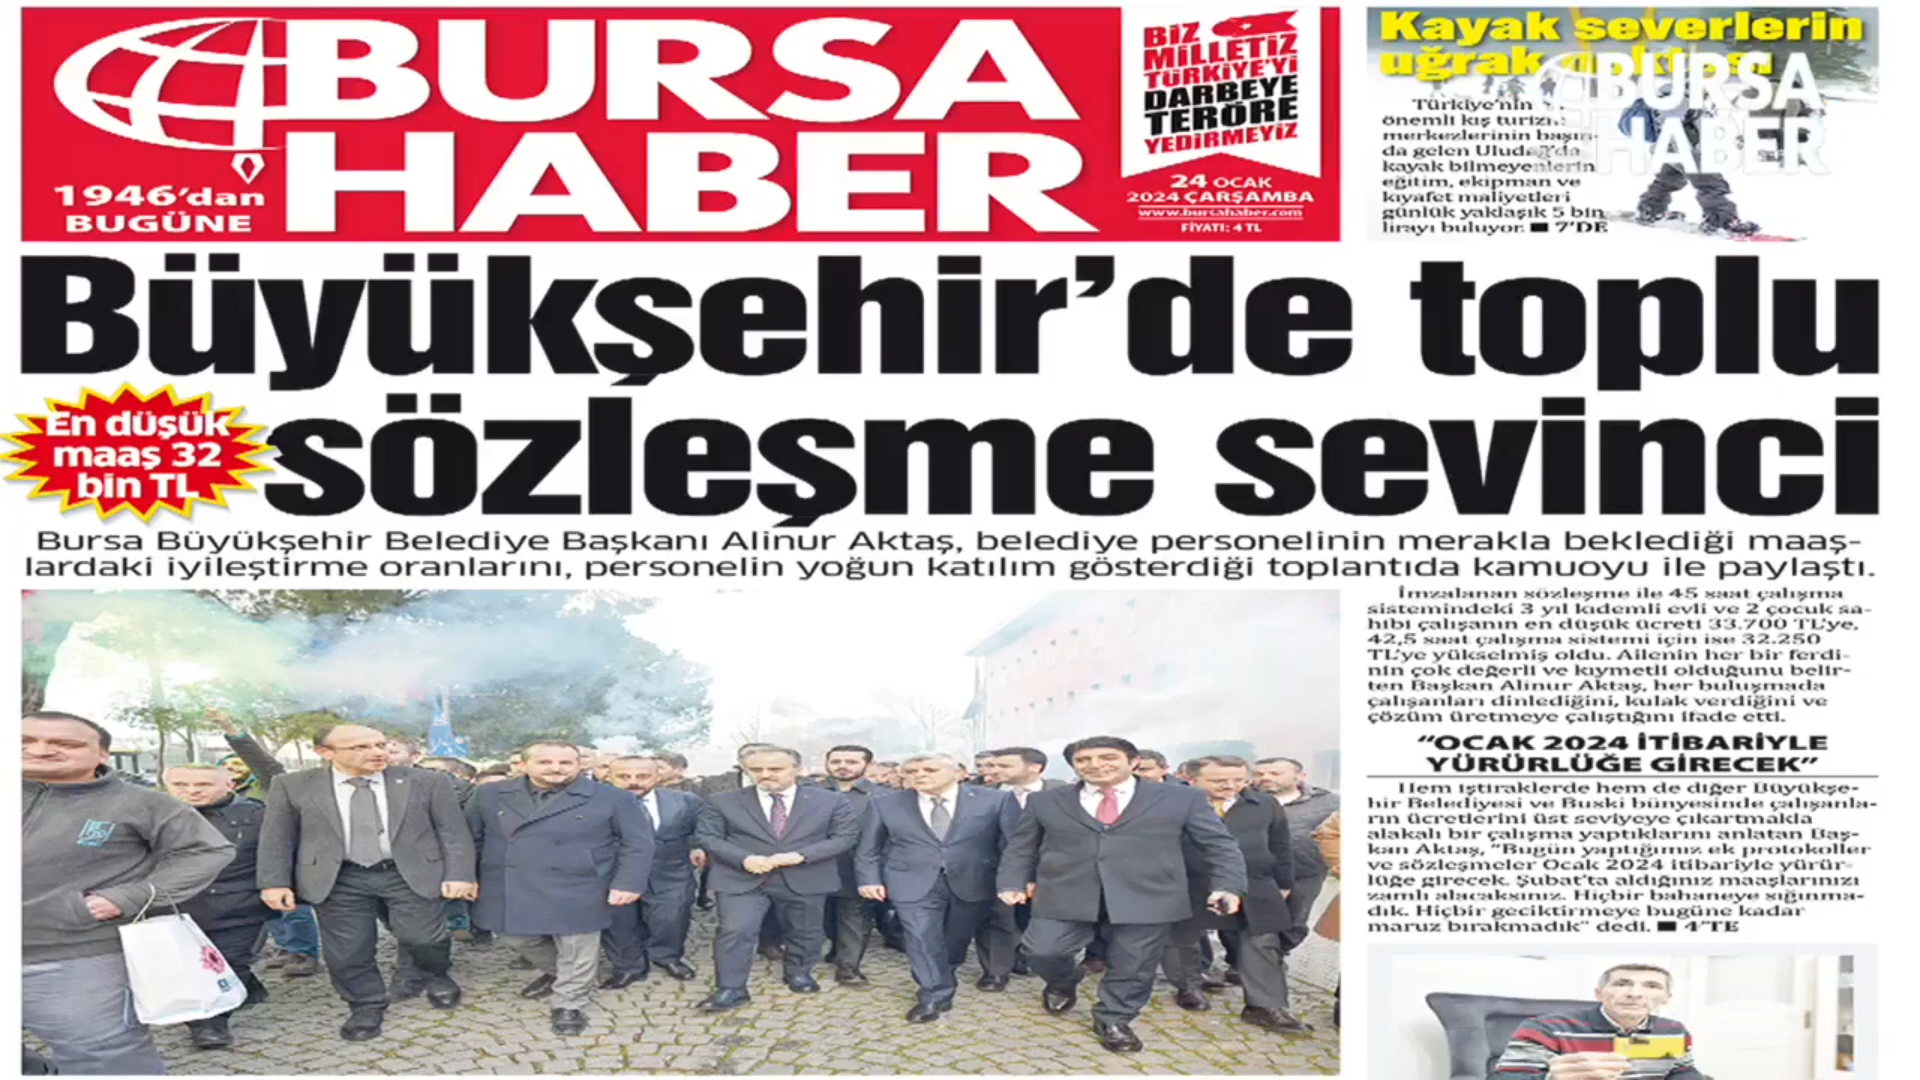 BURSA
HABER
1946'dan
BUGÜNE
BİZ
MİLLETİZ
TÜRKİYE'Yİ
DARBEYE
TERÖRE
YEDİRMEYİZ
24 OCAK
2024 ÇARŞAMBA
www.bursahaber.com
FİYATI: 4 TL
Kayak severlerin
uğrak
BURSA
HABER
Türkiye'nin
önemli kış turizm
merkezlerinin başın-
da gelen Uludağ'da
kayak bilmeyenlerin
eğitim, ekipman ve
kıyafet maliyetleri
günlük yaklaşık 5 bin
lirayı buluyor. ■ 7'DE
Büyükşehir'de toplu
sözleşme sevinci
En düşük
maaş 32
bin TL
Bursa Büyükşehir Belediye Başkanı Alinur Aktaş, belediye personelinin merakla beklediği maaş-
lardaki iyileştirme oranlarını, personelin yoğun katılım gösterdiği toplantıda kamuoyu ile paylaştı.
İmzalanan sözleşme ile 45 saat çalışma
sistemindeki 3 yıl kıdemli evli ve 2 çocuk sa-
hibi çalışanın en düşük ücreti 33.700 TL'ye,
42,5 saat çalışma sistemi için ise 32.250
TL'ye yükselmiş oldu. Ailenin her bir ferdi-
nin çok değerli ve kıymetli olduğunu belir-
ten Başkan Alinur Aktaş, her buluşmada
çalışanları dinlediğini, kulak verdiğini ve
çözüm üretmeye çalıştığını ifade etti.
"OCAK 2024 İTİBARİYLE
YÜRÜRLÜĞE GİRECEK"
Hem iştiraklerde hem de diğer Büyükşe-
hir Belediyesi ve Buski bünyesinde çalışanla-
rın ücretlerini üst seviyeye çıkartmakla
alakalı bir çalışma yaptıklarını anlatan Baş-
kan Aktaş, "Bugün yaptığımız ek protokoller
ve sözleşmeler Ocak 2024 itibariyle yürür-
lüğe girecek. Şubat'ta aldığınız maaşlarınızı
zamlı alacaksınız. Hiçbir bahaneye sığınma-
dık. Hiçbir geciktirmeye bugüne kadar
maruz bırakmadık" dedi. ■ 4'TE